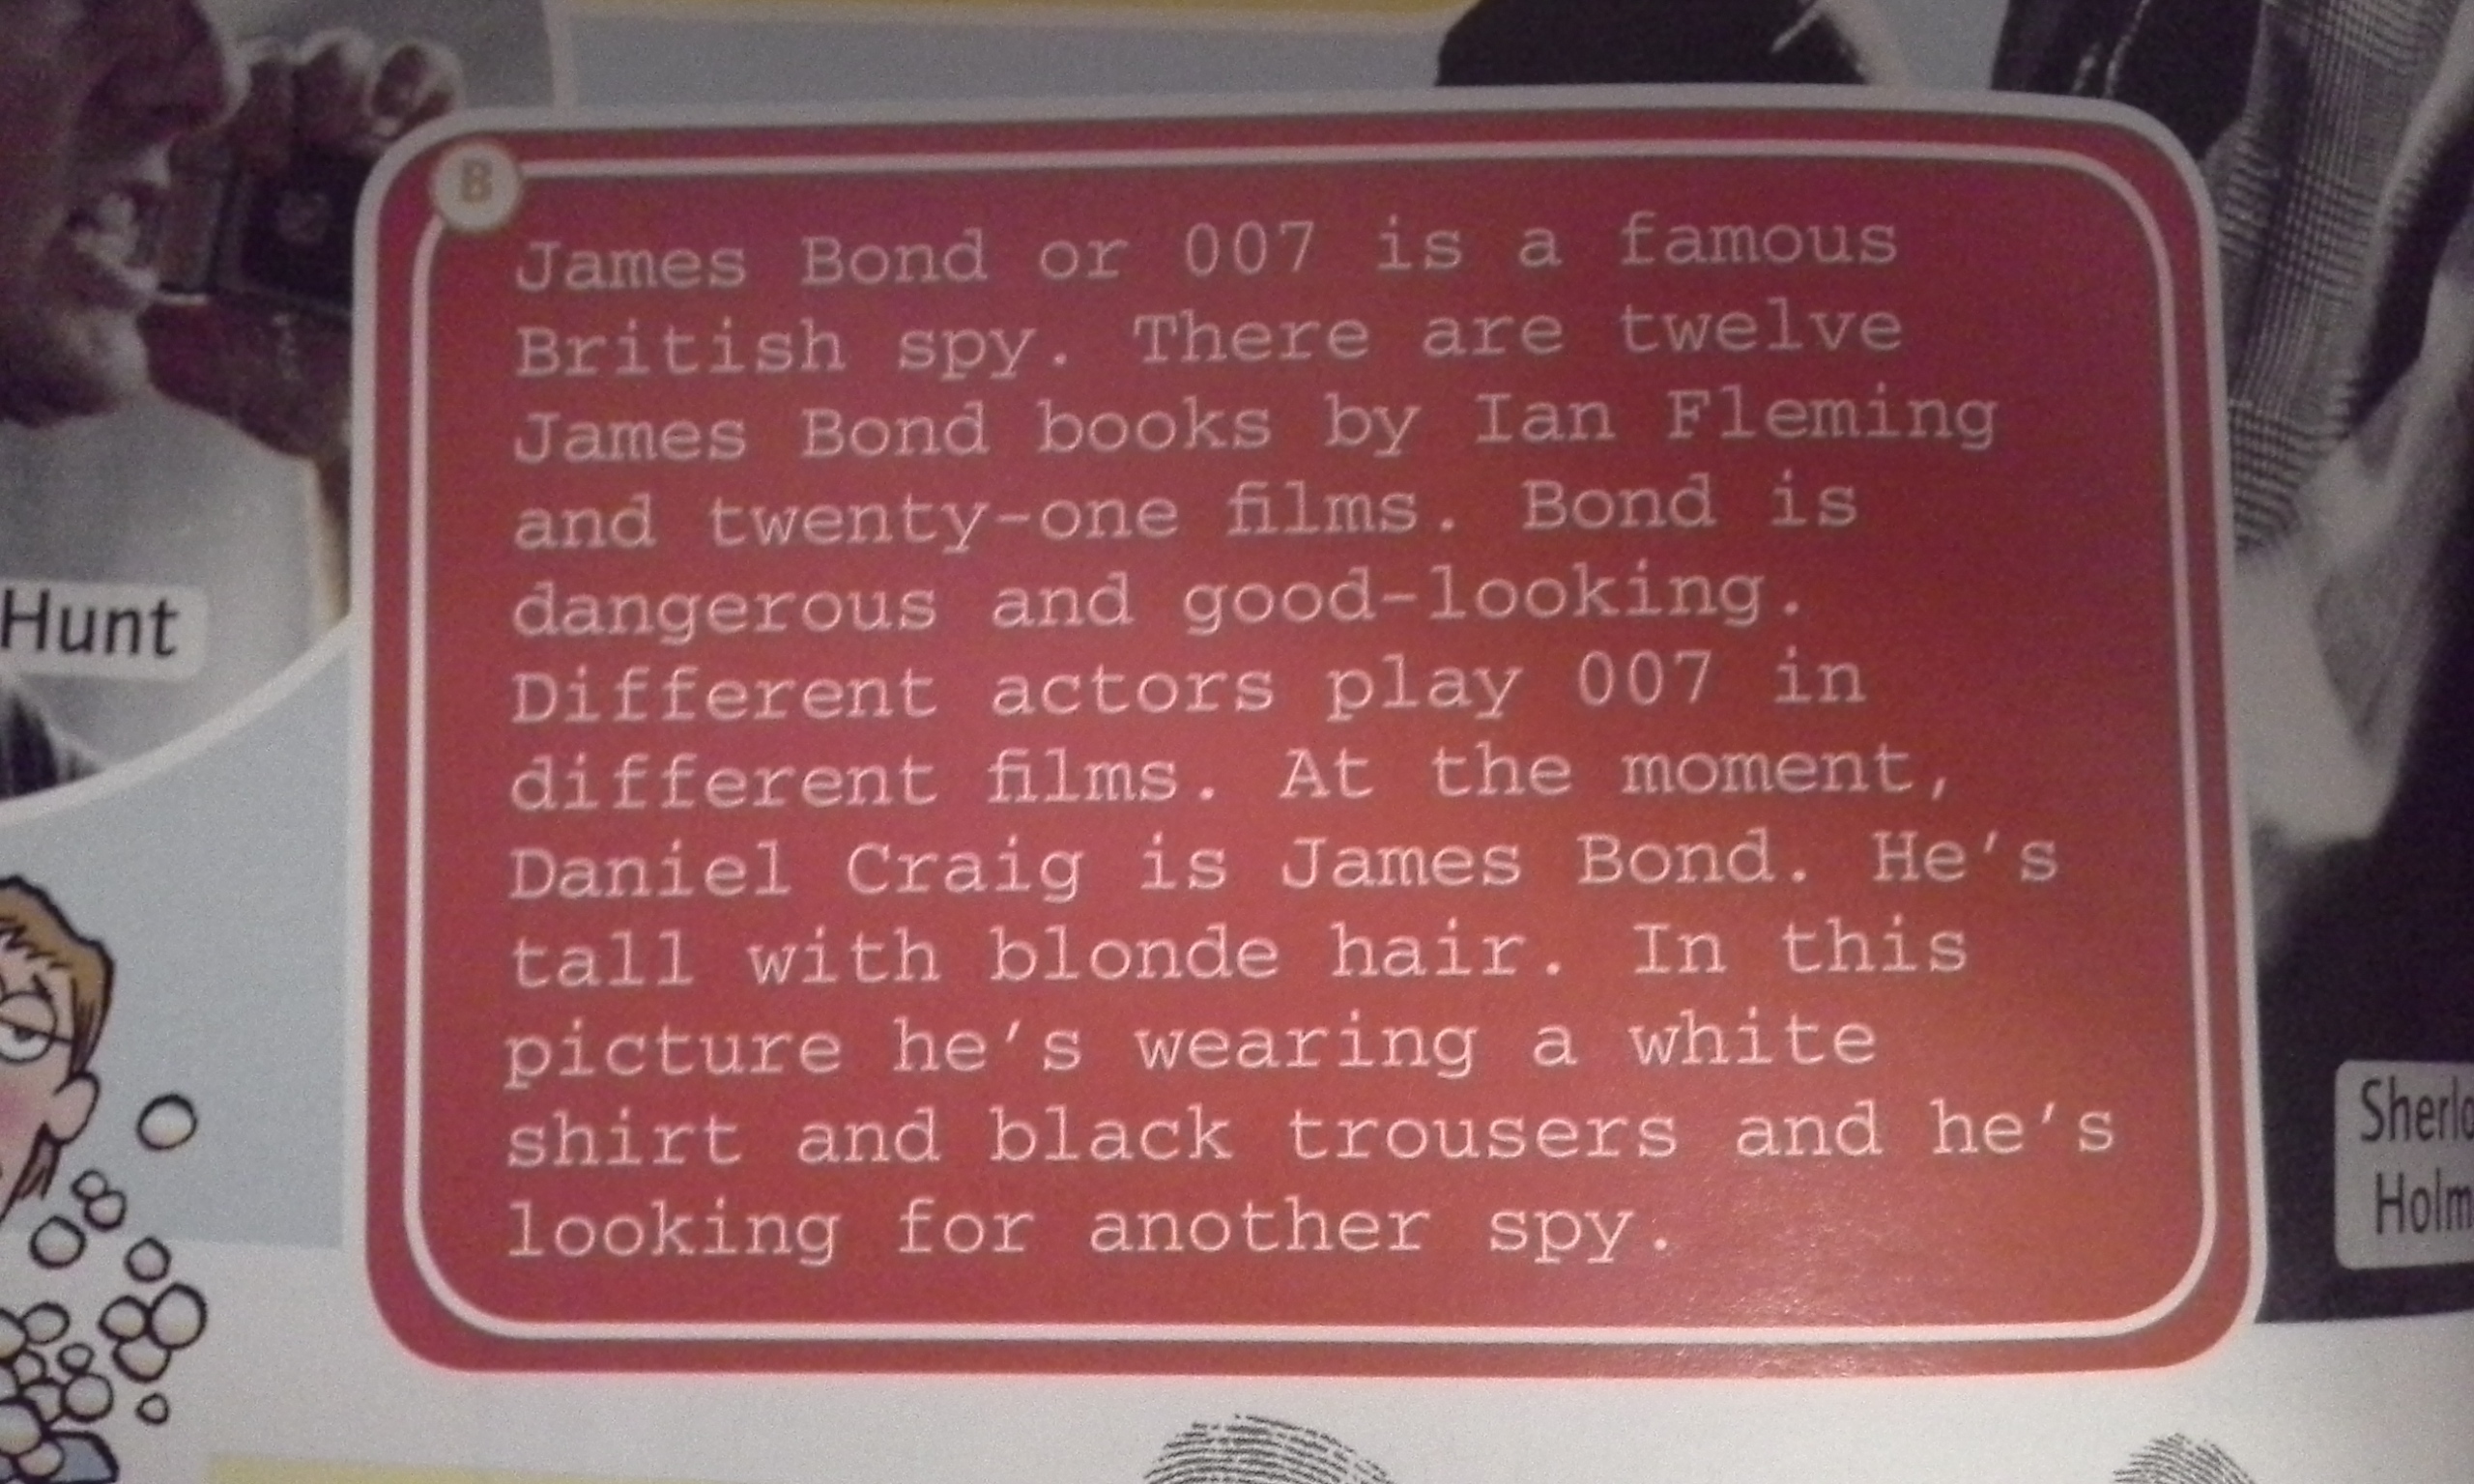 B
James Bond or 007 is a famous
British spy. There are twelve
James Bond books by Ian Fleming
and twenty-one films. Bond is
dangerous and good-looking.
Different actors play 007 in
different films. At the moment,
Daniel Craig is James Bond. He's
tall with blonde hair. In this
picture he's wearing a white
shirt and black trousers and he's
looking for another spy.
Hunt
Sherlo
Holm